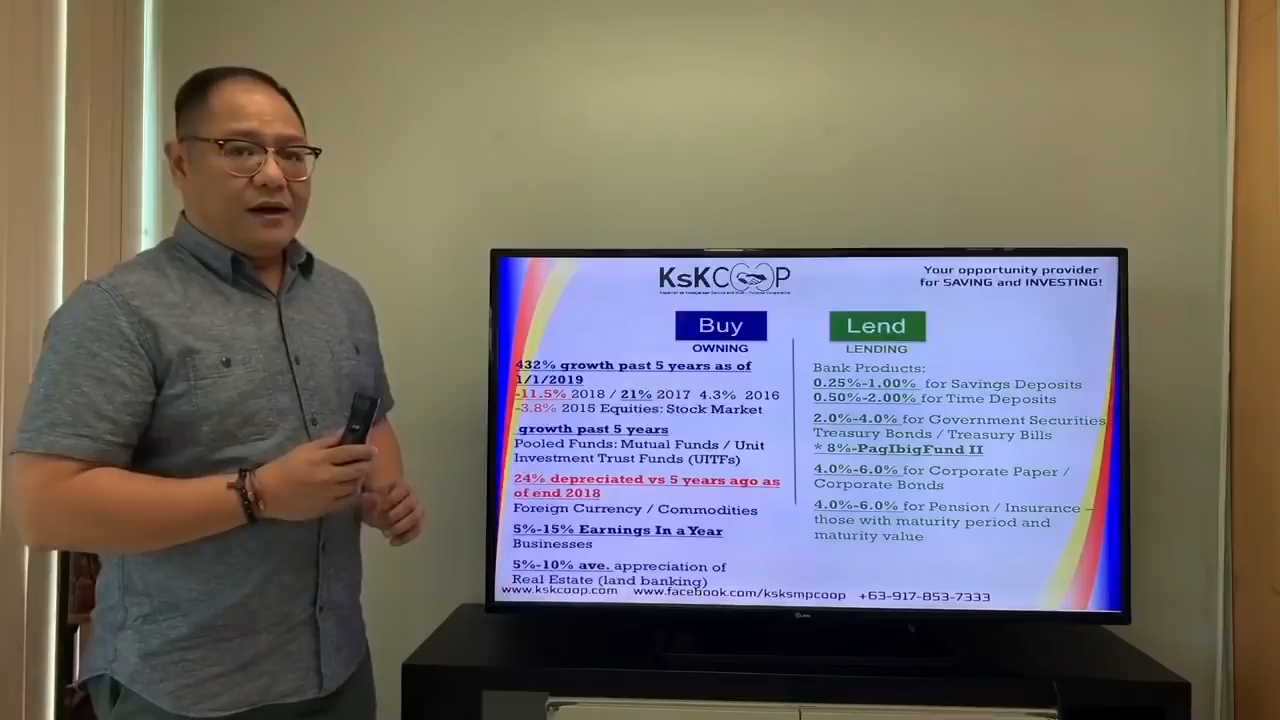 KsKCOOP
Your opportunity provider
for SAVING and INVESTING!
Buy
OWNING
432% growth past 5 years as of
1/1/2019
-11.5% 2018 / 21% 2017 4.3% 2016
-3.8% 2015 Equities: Stock Market
growth past 5 years
Pooled Funds: Mutual Funds / Unit
Investment Trust Funds (UITFs)
24% depreciated vs 5 years ago as
of end 2018
Foreign Currency / Commodities
5%-15% Earnings In a Year
Businesses
5%-10% ave. appreciation of
Real Estate (land banking)
Lend
LENDING
Bank Products:
0.25%-1.00% for Savings Deposits
0.50%-2.00% for Time Deposits
2.0%-4.0% for Government Securities
Treasury Bonds / Treasury Bills
* 8%-PagIbigFund II
4.0%-6.0% for Corporate Paper /
Corporate Bonds
4.0%-6.0% for Pension / Insurance –
those with maturity period and
maturity value
www.kskcoop.com www.facebook.com/ksksmpcoop +63-917-853-7333